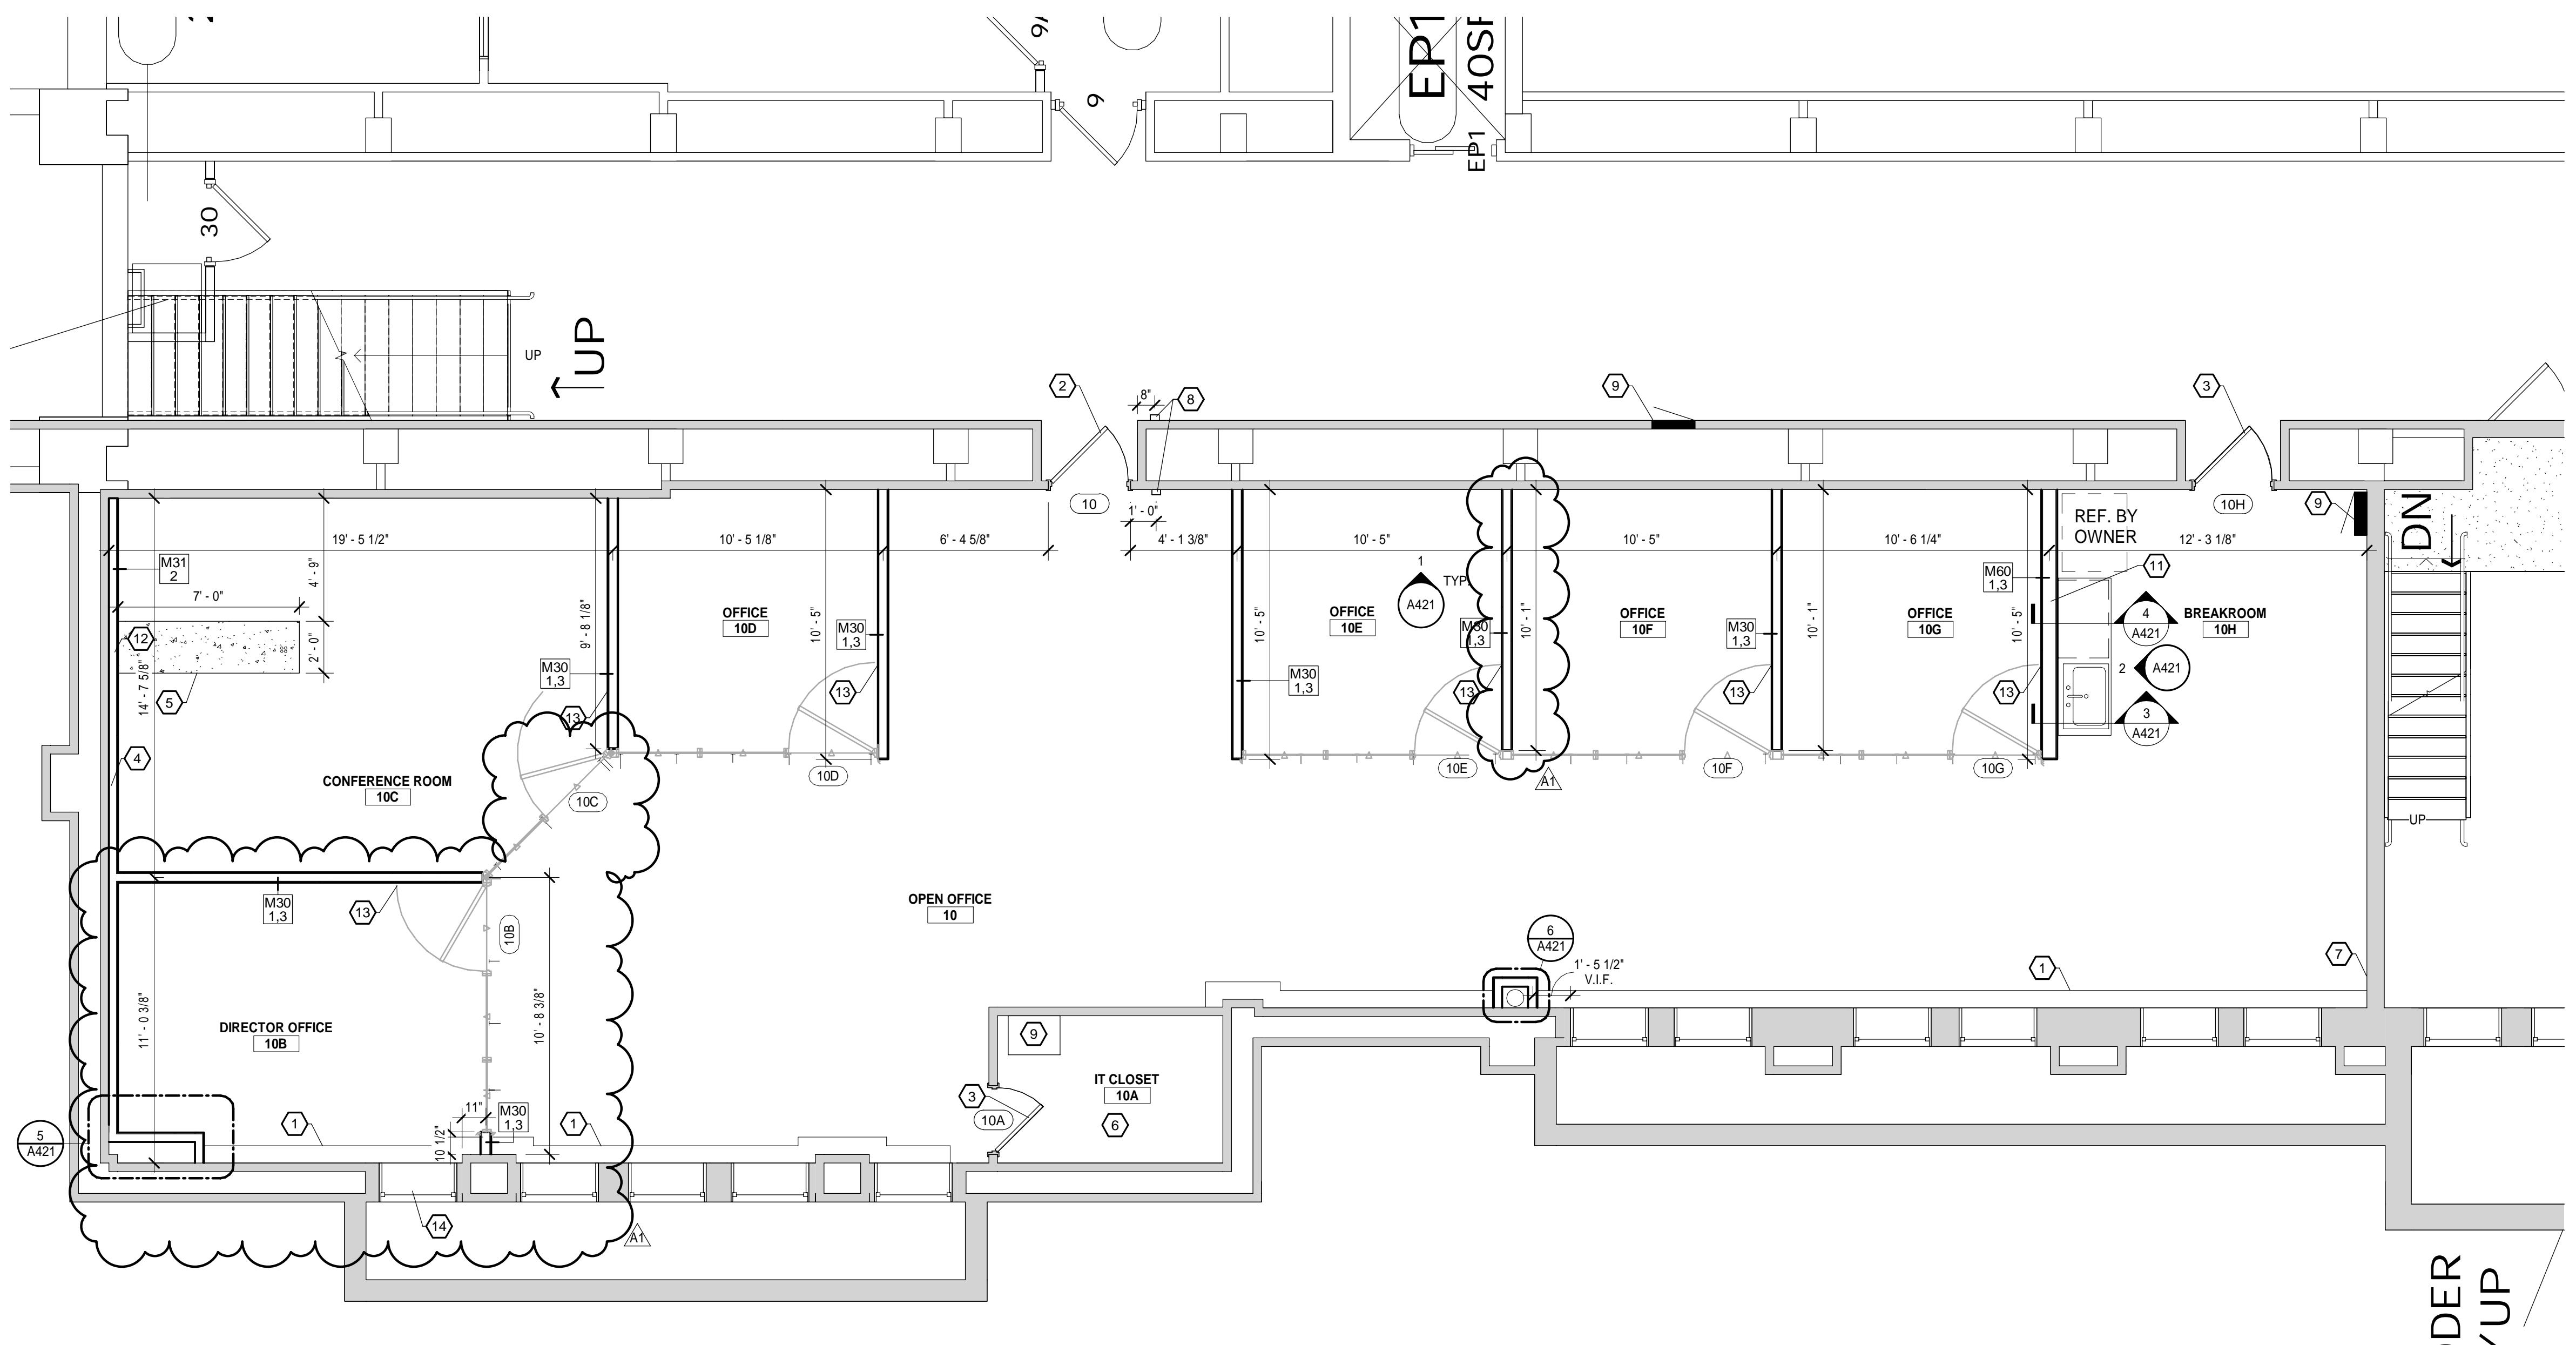 9
EP1
40SF
EP1
30
UP
UP
2
8"
8
9
3
10
1' - 0"
10H
9
DN
REF. BY
OWNER
19' - 5 1/2"
10' - 5 1/8"
6' - 4 5/8"
4' - 1 3/8"
10' - 5"
10' - 5"
10' - 6 1/4"
12' - 3 1/8"
M31
2
4' - 9"
7' - 0"
12
2' - 0"
14' - 7 5/8"
5
4
9' - 8 1/8"
M30
1,3
13
OFFICE
10D
10' - 5"
M30
1,3
13
10D
10' - 5"
M30
1,3
OFFICE
10E
1
TYP.
A421
M30
1,3
13
10E
10' - 1"
A1
OFFICE
10F
M30
1,3
13
10F
10' - 1"
OFFICE
10G
M60
1,3
10' - 5"
13
10G
11
4
A421
2
A421
3
A421
BREAKROOM
10H
UP
CONFERENCE ROOM
10C
10C
M30
1,3
13
10B
OPEN OFFICE
10
DIRECTOR OFFICE
10B
11' - 0 3/8"
10' - 8 3/8"
6
A421
1' - 5 1/2"
V.I.F.
1
7
9
IT CLOSET
10A
6
3
10A
5
A421
1
11"
M30
1,3
10 1/2"
1
14
A1
DER
UP